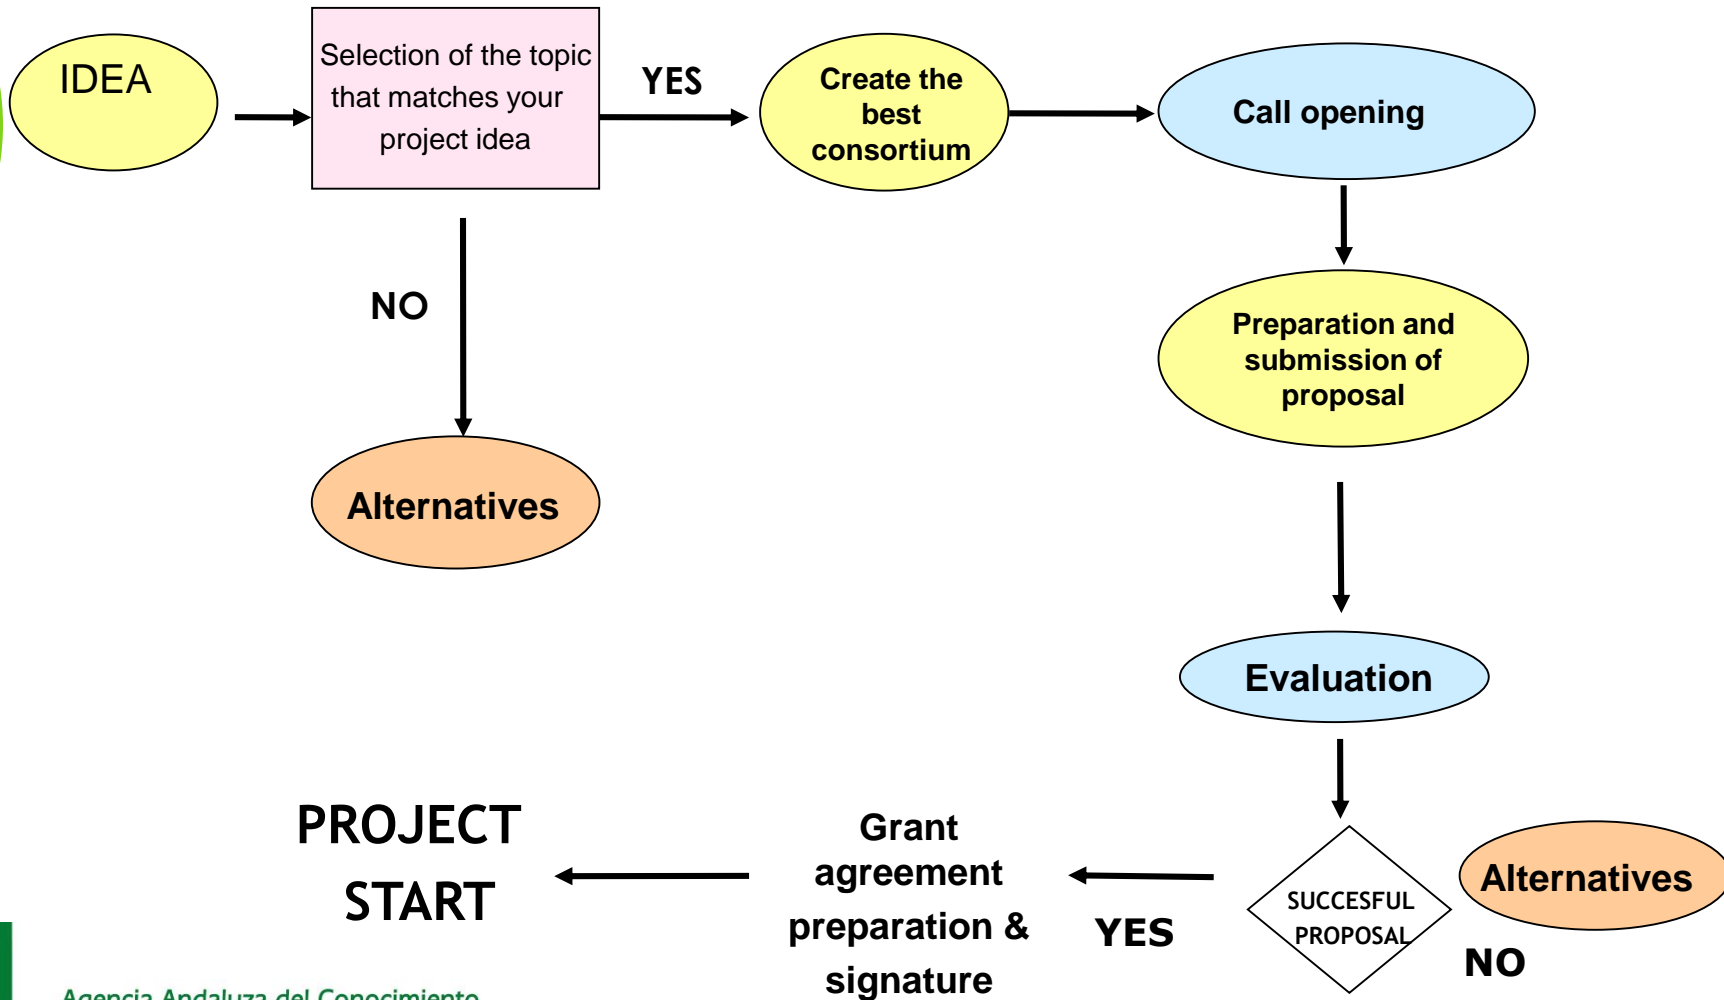 IDEA
Selection of the topic
that matches your
project idea
YES
Create the
best
consortium
Call opening
NO
Preparation and
submission of
proposal
Alternatives
Evaluation
PROJECT
START
Grant
agreement
preparation &
signature
YES
SUCCESFUL
PROPOSAL
Alternatives
NO
Agencia Andaluza del Conocimiento